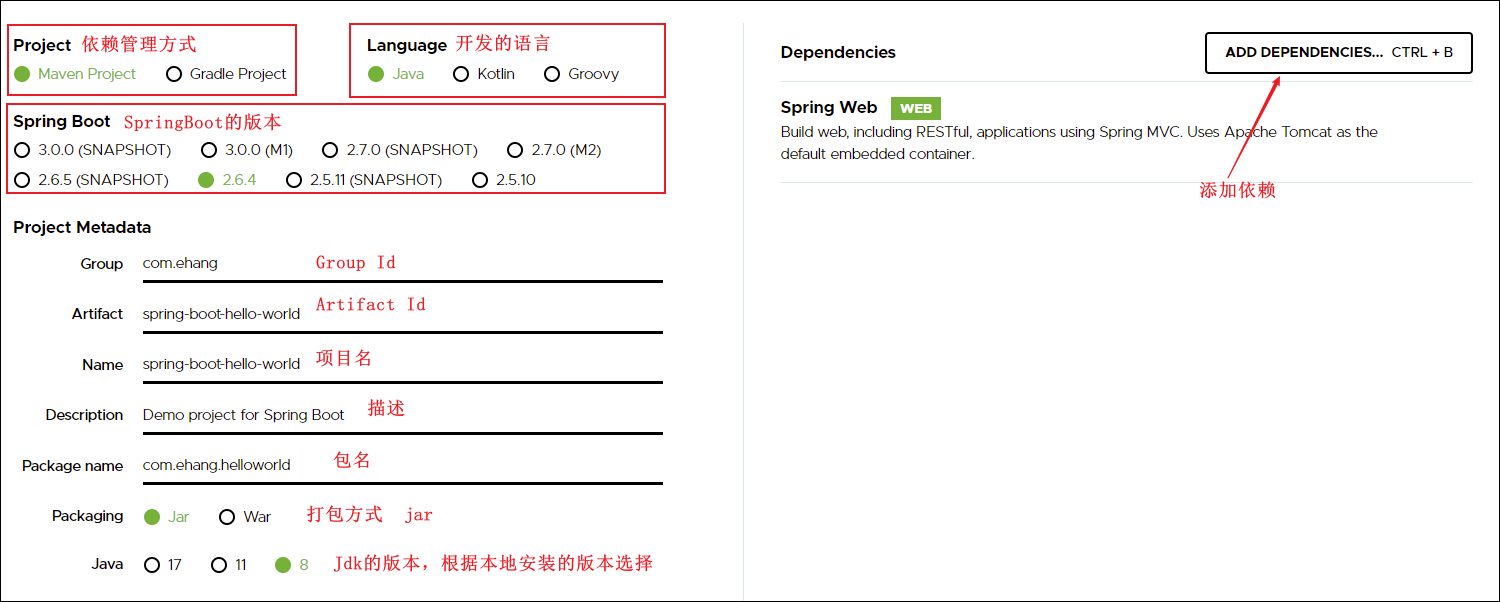 Project 依赖管理方式
Maven Project Gradle Project
Language 开发的语言
Java Kotlin Groovy
Spring Boot SpringBoot的版本
3.0.0 (SNAPSHOT) 3.0.0 (M1) 2.7.0 (SNAPSHOT) 2.7.0 (M2)
2.6.5 (SNAPSHOT) 2.6.4 2.5.11 (SNAPSHOT) 2.5.10
Project Metadata
Group com.ehang Group Id
Artifact spring-boot-hello-world Artifact Id
Name spring-boot-hello-world 项目名
Description Demo project for Spring Boot 描述
Package name com.ehang.helloworld 包名
Packaging Jar War 打包方式 jar
Java 17 11 8 Jdk的版本，根据本地安装的版本选择
Dependencies ADD DEPENDENCIES... CTRL + B
Spring Web WEB
Build web, including RESTful, applications using Spring MVC. Uses Apache Tomcat as the
default embedded container.
添加依赖